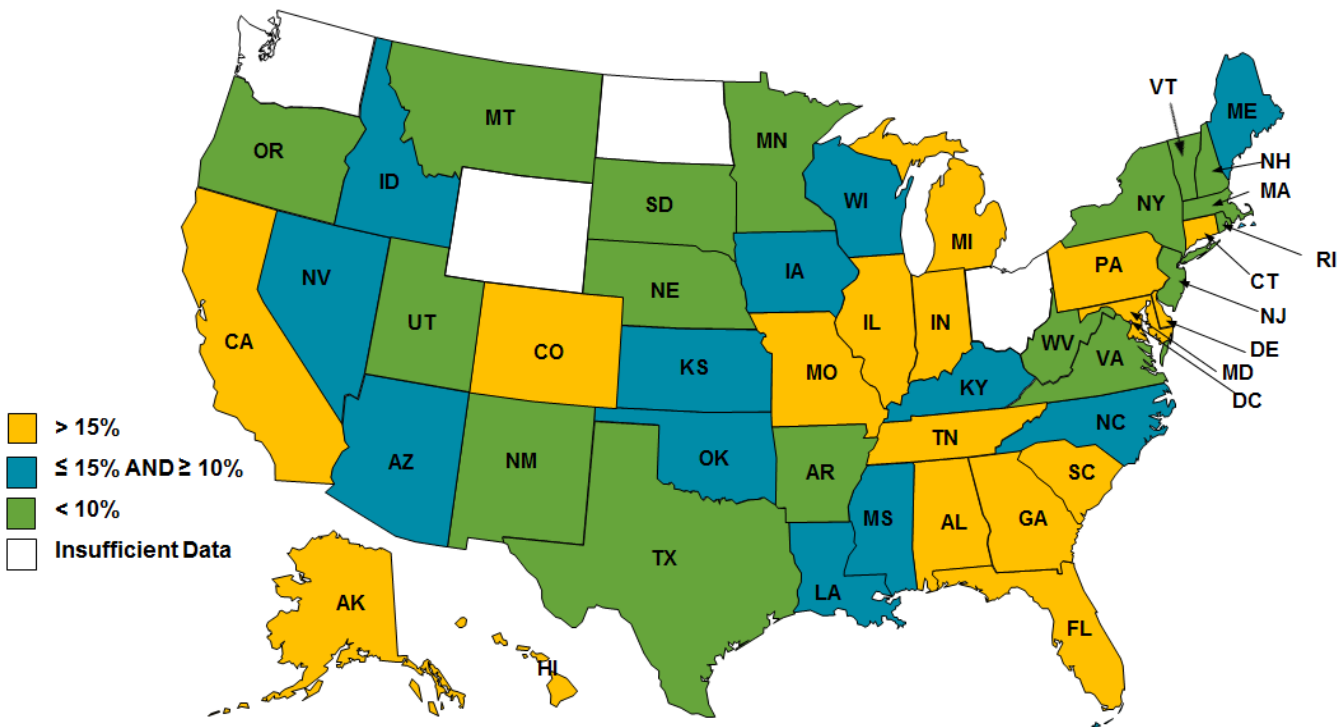 VT
ME
MT
MN
OR
NH
ID
WI
MA
SD
NY
MI
RI
IA
PA
CT
NV
NE
NJ
UT
IL
IN
CA
CO
WV
DE
VA
MD
KS
MO
KY
DC
> 15%
NC
TN
≤ 15% AND ≥ 10%
AZ
NM
OK
AR
SC
< 10%
MS
AL
GA
Insufficient Data
TX
LA
AK
FL
HI